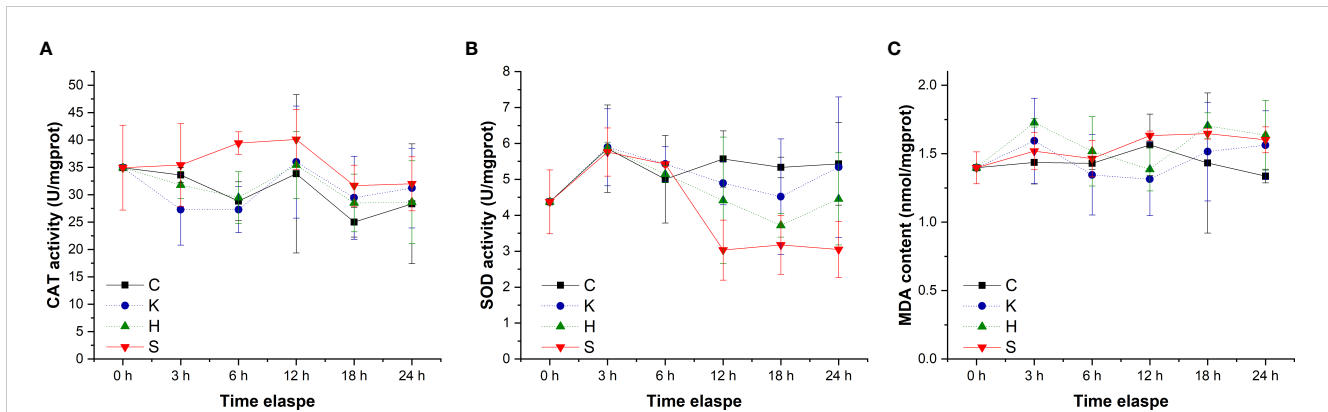 A
B
C
CAT activity (U/mgprot)
50
45
40
35
30
25
20
15
10
5
0
C
K
H
S
0 h
3 h
6 h
12 h
18 h
24 h
Time elaspe
SOD activity (U/mgprot)
8
7
6
5
4
3
2
1
0
C
K
H
S
0 h
3 h
6 h
12 h
18 h
24 h
Time elaspe
MDA content (nmol/mgprot)
2.0
1.5
1.0
0.5
0.0
C
K
H
S
0 h
3 h
6 h
12 h
18 h
24 h
Time elaspe